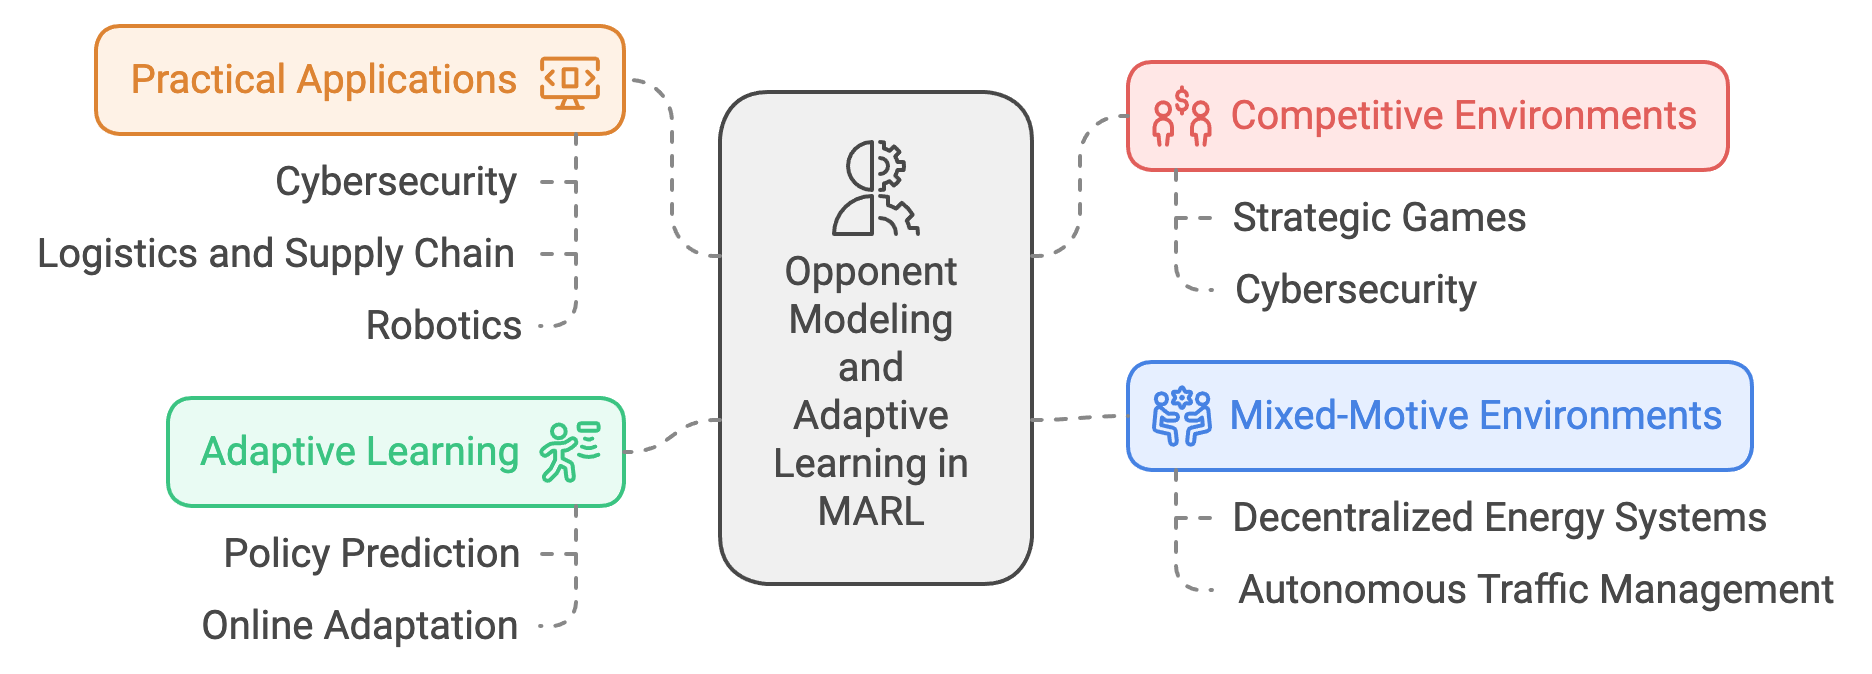 Practical Applications
Cybersecurity
Logistics and Supply Chain
Robotics
Adaptive Learning
Policy Prediction
Online Adaptation
Opponent
Modeling
and
Adaptive
Learning in
MARL
Competitive Environments
Strategic Games
Cybersecurity
Mixed-Motive Environments
Decentralized Energy Systems
Autonomous Traffic Management